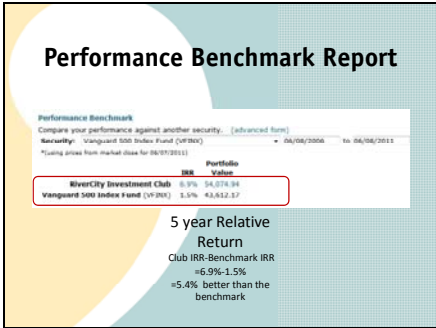 Performance Benchmark Report
Performance Benchmark
Compare your performance against another security. (advanced form)
Security: Vanguard 500 Index Fund (VFINX) 06/08/2006 to 06/08/2011
*(using prices from market close for 06/07/2011)
Portfolio
IRR Value
RiverCity Investment Club 6.9% 54,074.94
Vanguard 500 Index Fund (VFINX) 1.5% 43,612.17
5 year Relative
Return
Club IRR-Benchmark IRR
=6.9%-1.5%
=5.4% better than the
benchmark